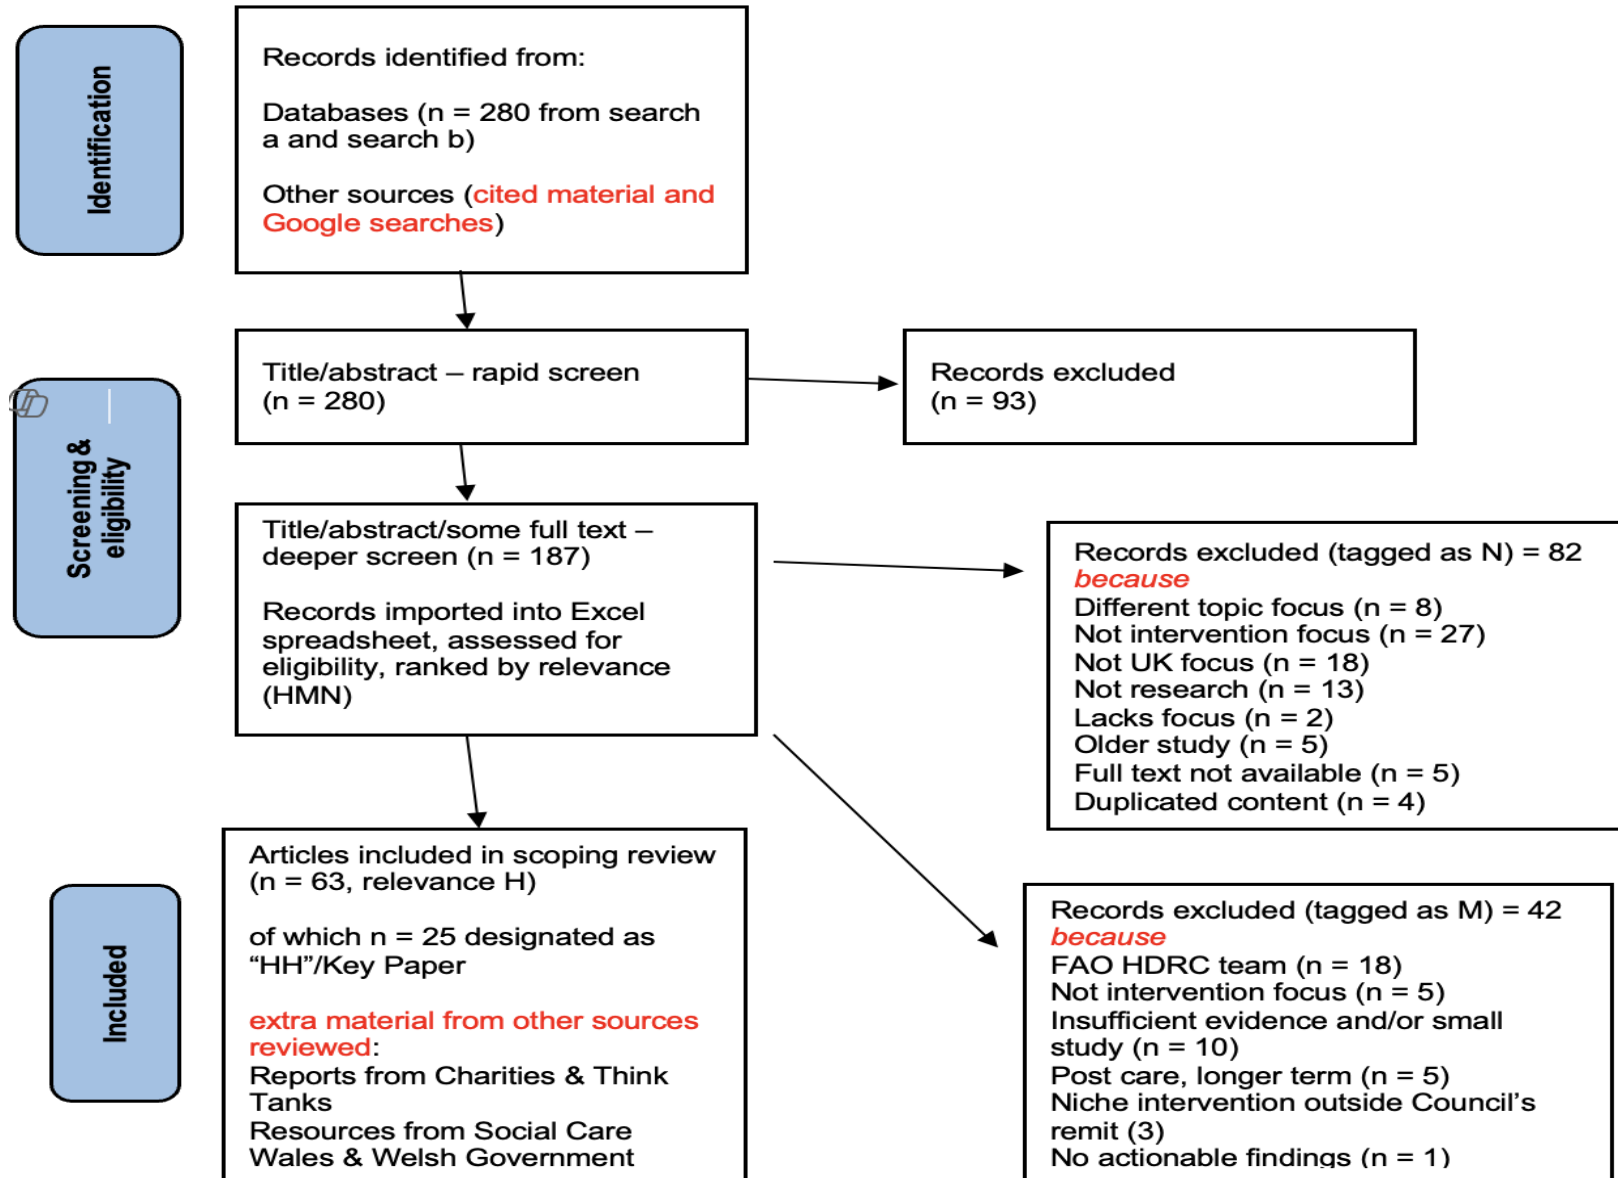 Identification
Records identified from:
Databases (n = 280 from search
a and search b)
Other sources (cited material and
Google searches)
Screening &
eligibility
Title/abstract – rapid screen
(n = 280)
Records excluded
(n = 93)
Title/abstract/some full text –
deeper screen (n = 187)
Records imported into Excel
spreadsheet, assessed for
eligibility, ranked by relevance
(HMN)
Records excluded (tagged as N) = 82
because
Different topic focus (n = 8)
Not intervention focus (n = 27)
Not UK focus (n = 18)
Not research (n = 13)
Lacks focus (n = 2)
Older study (n = 5)
Full text not available (n = 5)
Duplicated content (n = 4)
Included
Articles included in scoping review
(n = 63, relevance H)
of which n = 25 designated as
“HH”/Key Paper
extra material from other sources
reviewed:
Reports from Charities & Think
Tanks
Resources from Social Care
Wales & Welsh Government
Records excluded (tagged as M) = 42
because
FAO HDRC team (n = 18)
Not intervention focus (n = 5)
Insufficient evidence and/or small
study (n = 10)
Post care, longer term (n = 5)
Niche intervention outside Council’s
remit (3)
No actionable findings (n = 1)